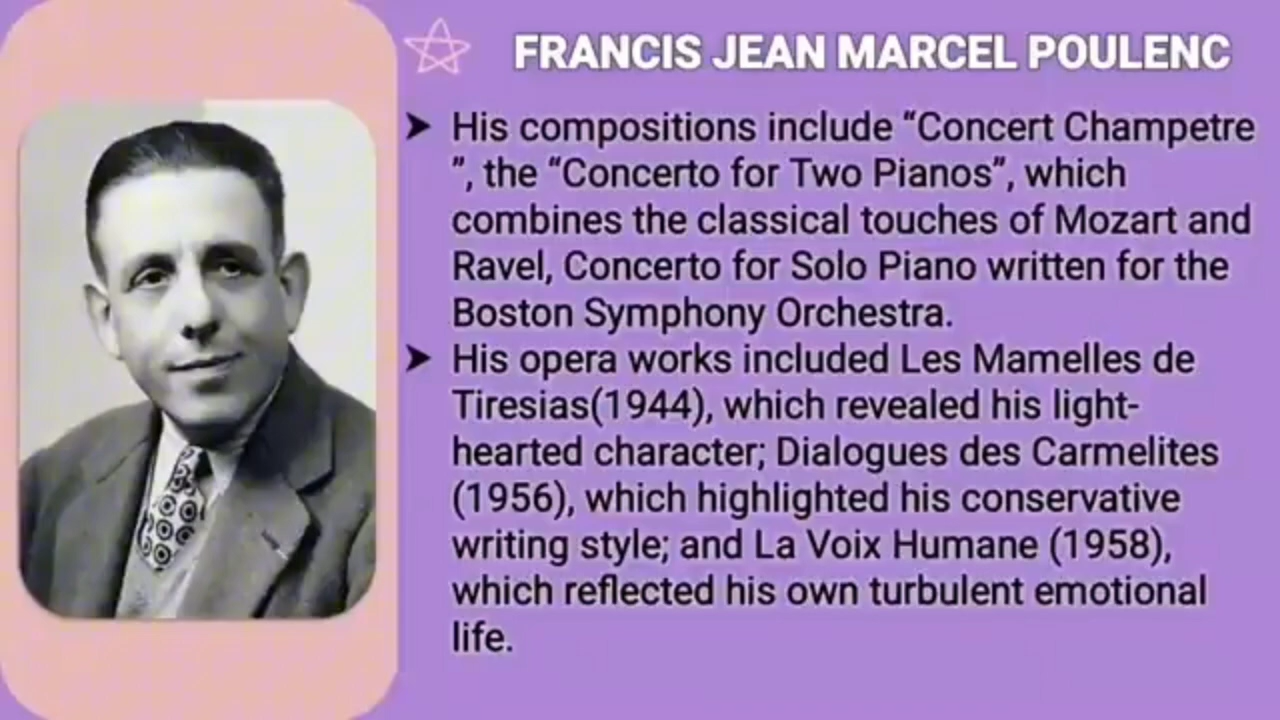 FRANCIS JEAN MARCEL POULENC
➤ His compositions include “Concert Champetre
”, the “Concerto for Two Pianos”, which
combines the classical touches of Mozart and
Ravel, Concerto for Solo Piano written for the
Boston Symphony Orchestra.
➤ His opera works included Les Mamelles de
Tiresias(1944), which revealed his light-
hearted character; Dialogues des Carmelites
(1956), which highlighted his conservative
writing style; and La Voix Humane (1958),
which reflected his own turbulent emotional
life.